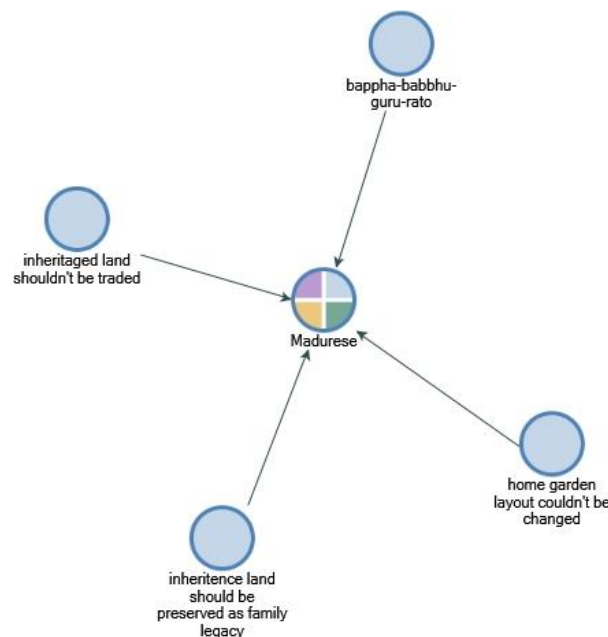 bappha-babbhu-
guru-rato
inheritaged land
shouldn't be traded
Madurese
home garden
layout couldn't be
changed
inheritence land
should be
preserved as family
legacy